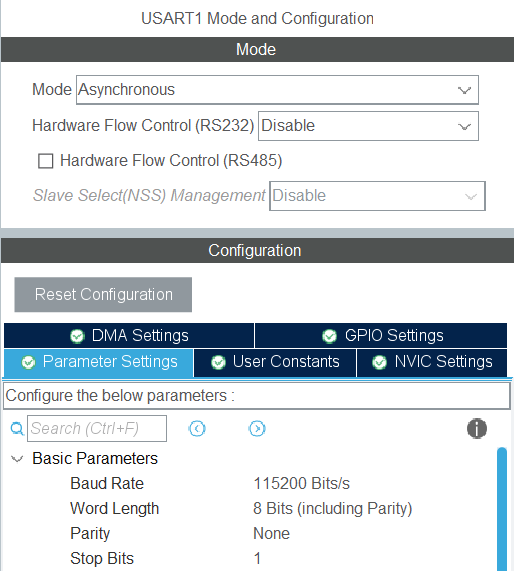 USART1 Mode and Configuration
Mode
Mode Asynchronous
Hardware Flow Control (RS232) Disable
Hardware Flow Control (RS485)
Slave Select(NSS) Management Disable
Configuration
Reset Configuration
DMA Settings GPIO Settings
Parameter Settings User Constants NVIC Settings
Configure the below parameters :
Search (Ctrl+F)
Basic Parameters
Baud Rate 115200 Bits/s
Word Length 8 Bits (including Parity)
Parity None
Stop Bits 1